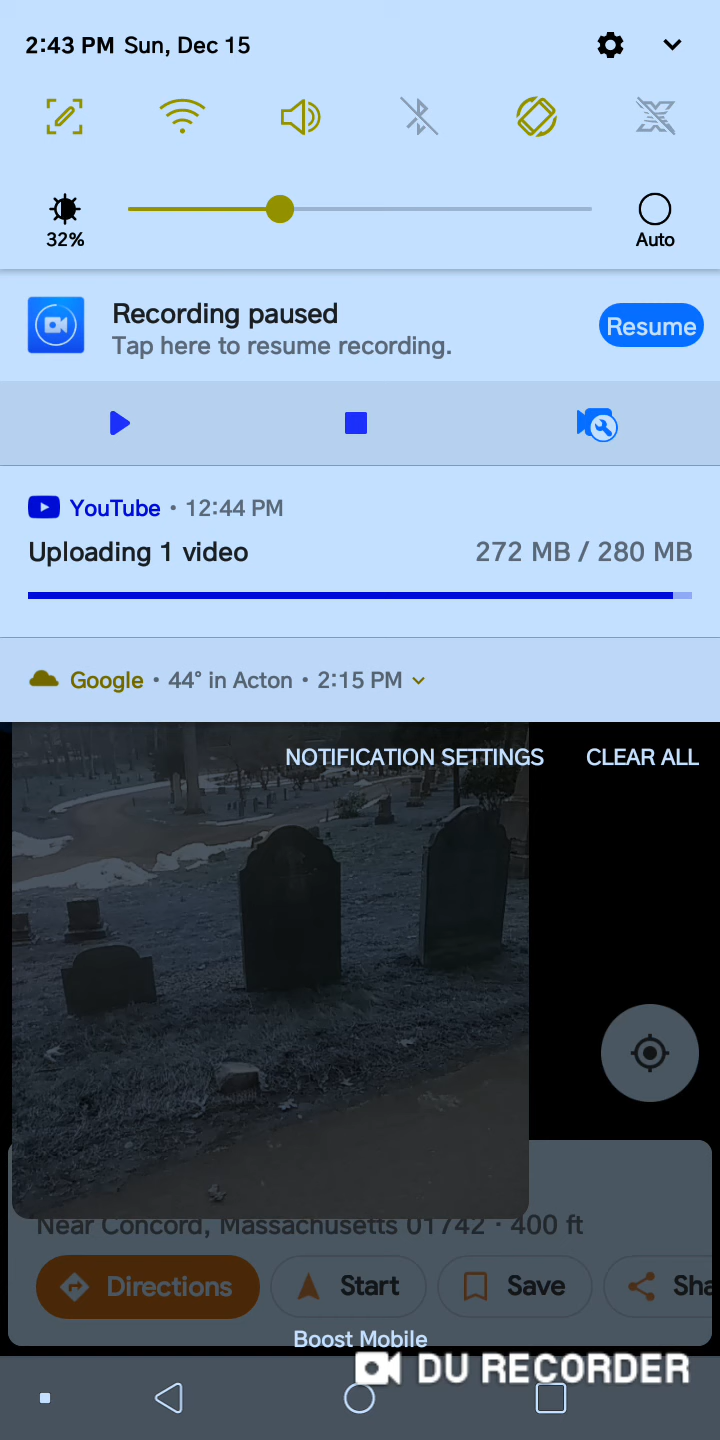 2:43 PM Sun, Dec 15
32%
Auto
Recording paused
Tap here to resume recording.
Resume
YouTube • 12:44 PM
Uploading 1 video 272 MB / 280 MB
Google • 44° in Acton • 2:15 PM
NOTIFICATION SETTINGS CLEAR ALL
Near Concord, Massachusetts 01742 · 400 ft
Directions Start Save Sha
Boost Mobile
DU RECORDER